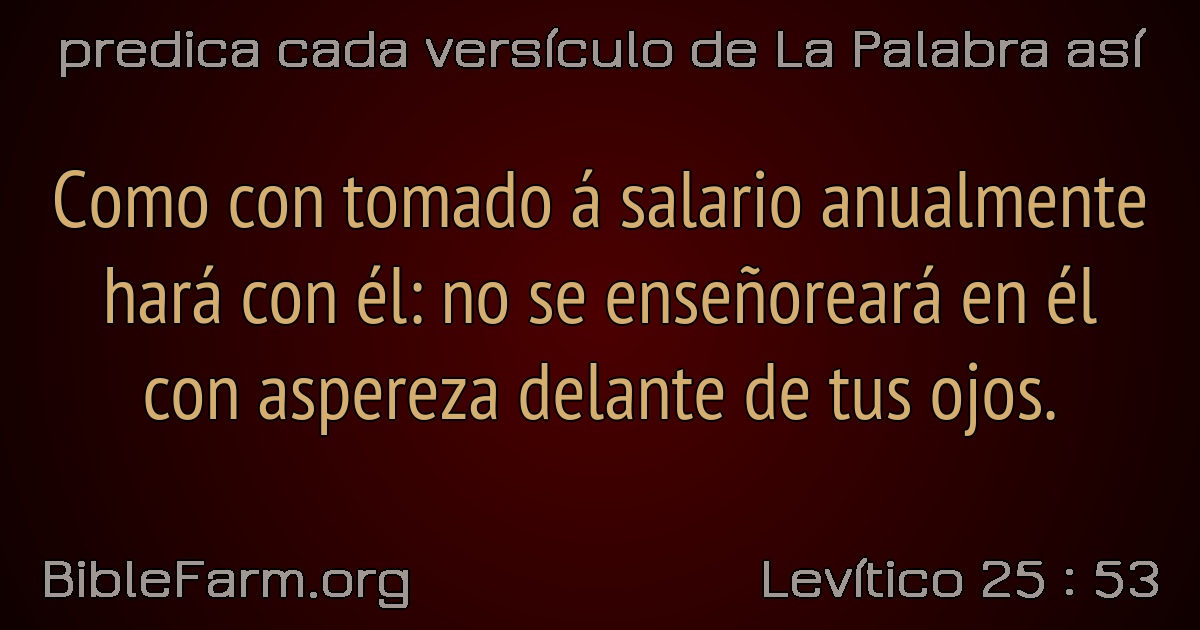 predica cada versículo de La Palabra así
Como con tomado á salario anualmente
hará con él: no se enseñoreará en él
con aspereza delante de tus ojos.
BibleFarm.org
Levítico 25 : 53